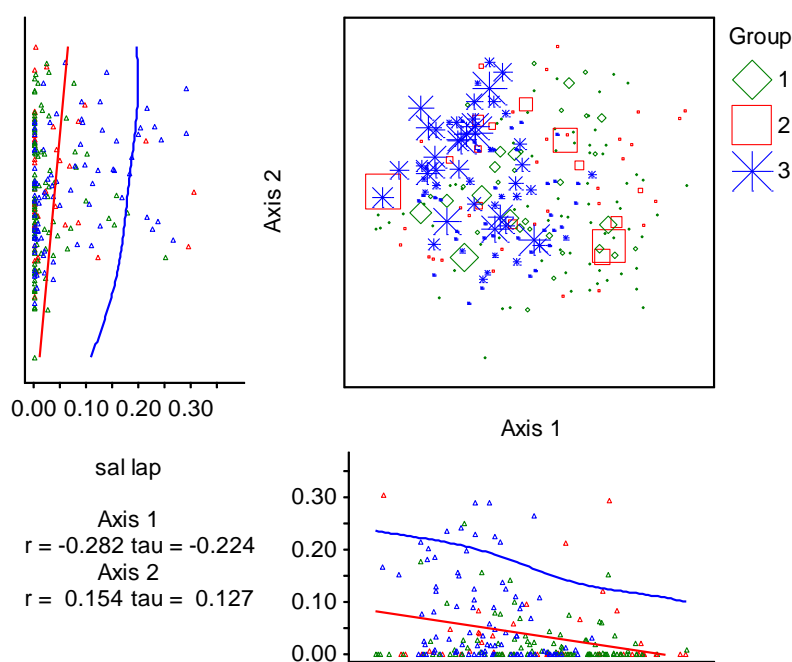 Group
1
2
3
Axis 2
0.00 0.10 0.20 0.30
Axis 1
sal lap
Axis 1
r = -0.282 tau = -0.224
Axis 2
r =  0.154 tau =  0.127
0.30
0.20
0.10
0.00